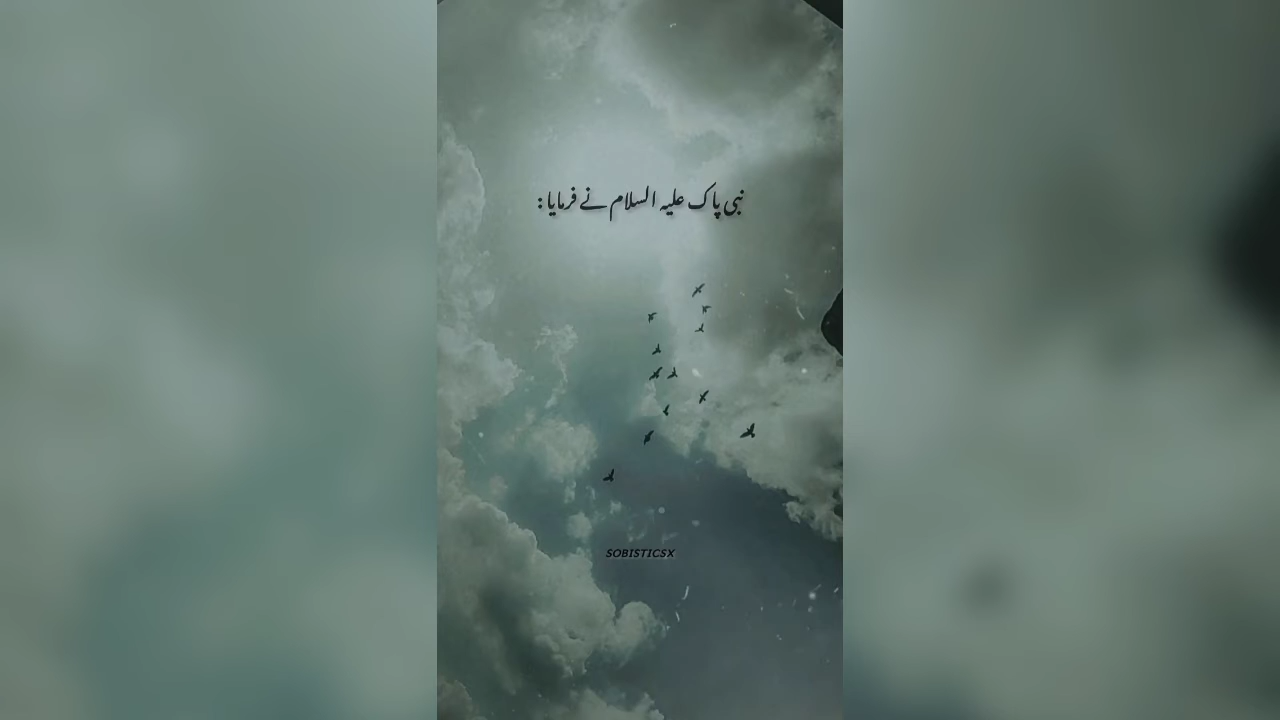 نبی پاک علیہ السلام نے فرمایا :
SOBISTICSX